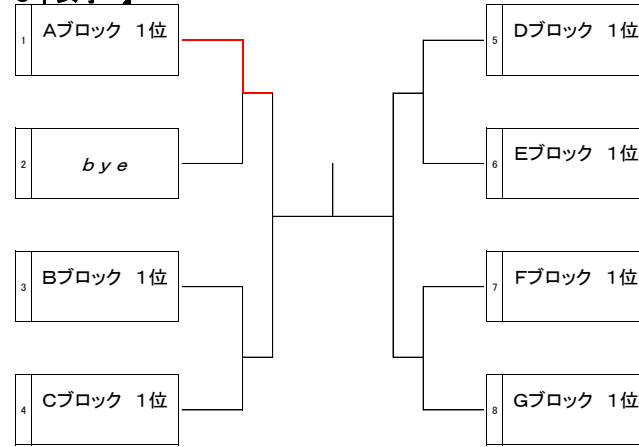 1 Aブロック 1位
2 bye
3 Bブロック 1位
4 Cブロック 1位
5 Dブロック 1位
6 Eブロック 1位
7 Fブロック 1位
8 Gブロック 1位